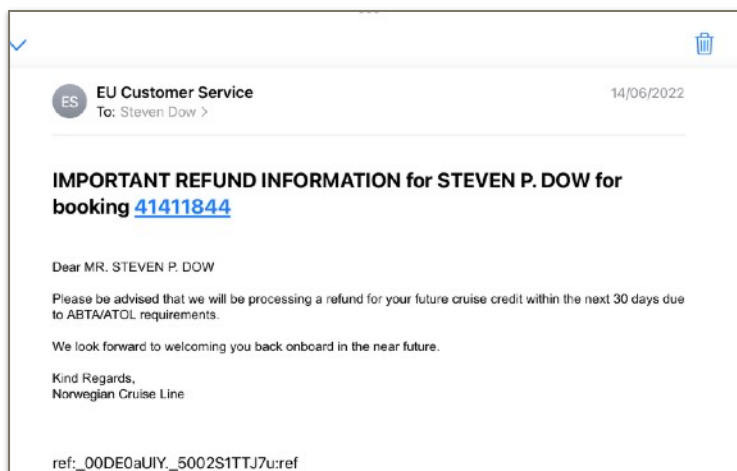 ES
EU Customer Service
14/06/2022
To: Steven Dow >
IMPORTANT REFUND INFORMATION for STEVEN P. DOW for
booking 41411844
Dear MR. STEVEN P. DOW
Please be advised that we will be processing a refund for your future cruise credit within the next 30 days due
to ABTA/ATOL requirements.
We look forward to welcoming you back onboard in the near future.
Kind Regards,
Norwegian Cruise Line
ref:_00DE0aUlY._5002S1TTJ7u:ref